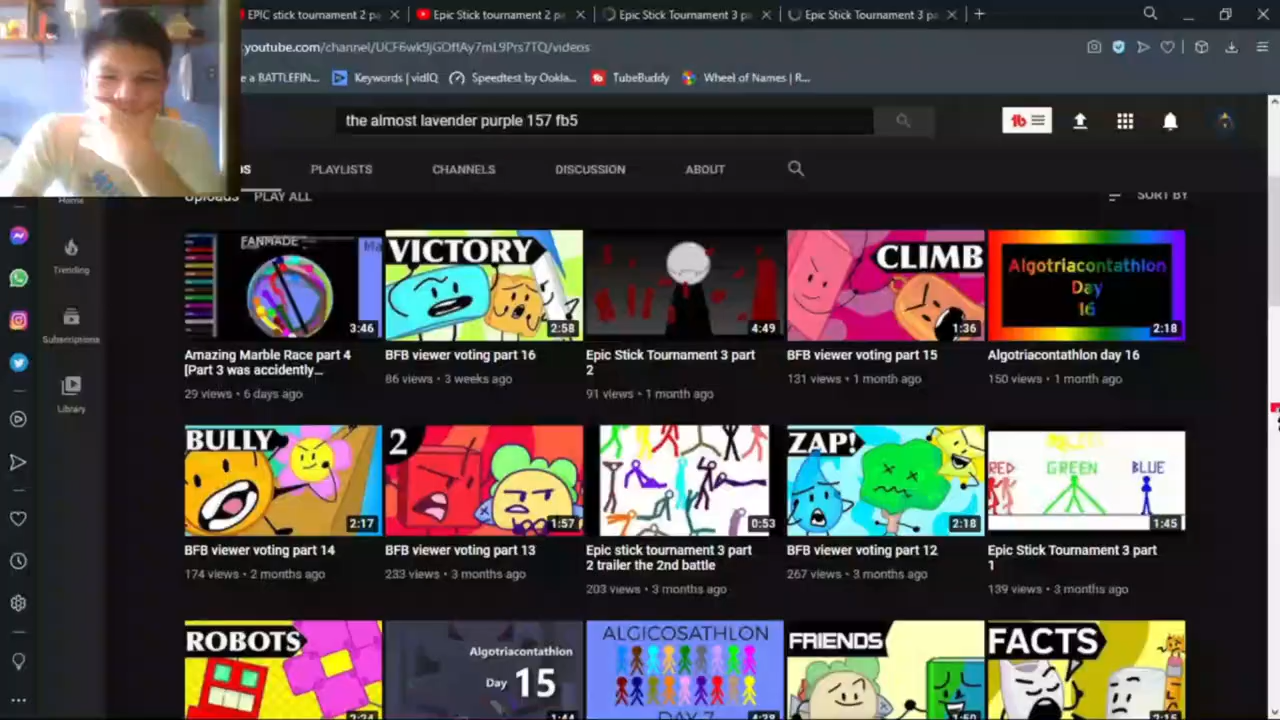 EPIC stick tournament 2 pa
Epic Stick tournament 2 p
Epic Stick Tournament 3 p
Epic Stick Tournament 3 p
.youtube.com/channel/UCF6wk9jGOffAy7mL9Prs7TQ/videos
e a BATTLEFIN...
Keywords | vidIQ
Speedtest by Ookla...
TubeBuddy
Wheel of Names | R...
the almost lavender purple 157 fb5
PLAYLISTS
CHANNELS
DISCUSSION
ABOUT
Uploads PLAY ALL
SORT BY
Home
Trending
Subscriptions
Library
FANMADE
3:46
VICTORY
2:58
4:49
CLIMB
1:36
Algotriacontathlon
Day
16
2:18
Amazing Marble Race part 4
[Part 3 was accidently...
29 views • 6 days ago
BFB viewer voting part 16
86 views • 3 weeks ago
Epic Stick Tournament 3 part
2
91 views • 1 month ago
BFB viewer voting part 15
131 views • 1 month ago
Algotriacontathlon day 16
150 views • 1 month ago
BULLY
2:17
2
1:57
0:53
ZAP!
2:18
RED
GREEN
BLUE
1:45
BFB viewer voting part 14
174 views • 2 months ago
BFB viewer voting part 13
233 views • 3 months ago
Epic stick tournament 3 part
2 trailer the 2nd battle
203 views • 3 months ago
BFB viewer voting part 12
267 views • 3 months ago
Epic Stick Tournament 3 part
1
139 views • 3 months ago
ROBOTS
Algotriacontathlon
Day 15
1:44
ALGICOSATHLON
DAY 7
FRIENDS
FACTS